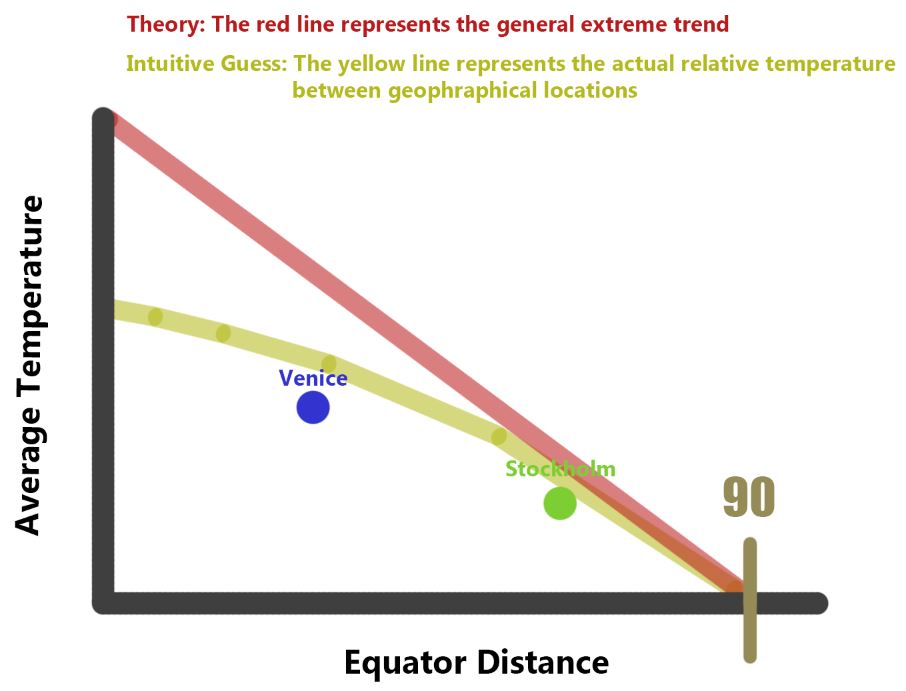 Theory: The red line represents the general extreme trend
Intuitive Guess: The yellow line represents the actual relative temperature
between geophraphical locations
Average Temperature
Venice
Stockholm
90
Equator Distance